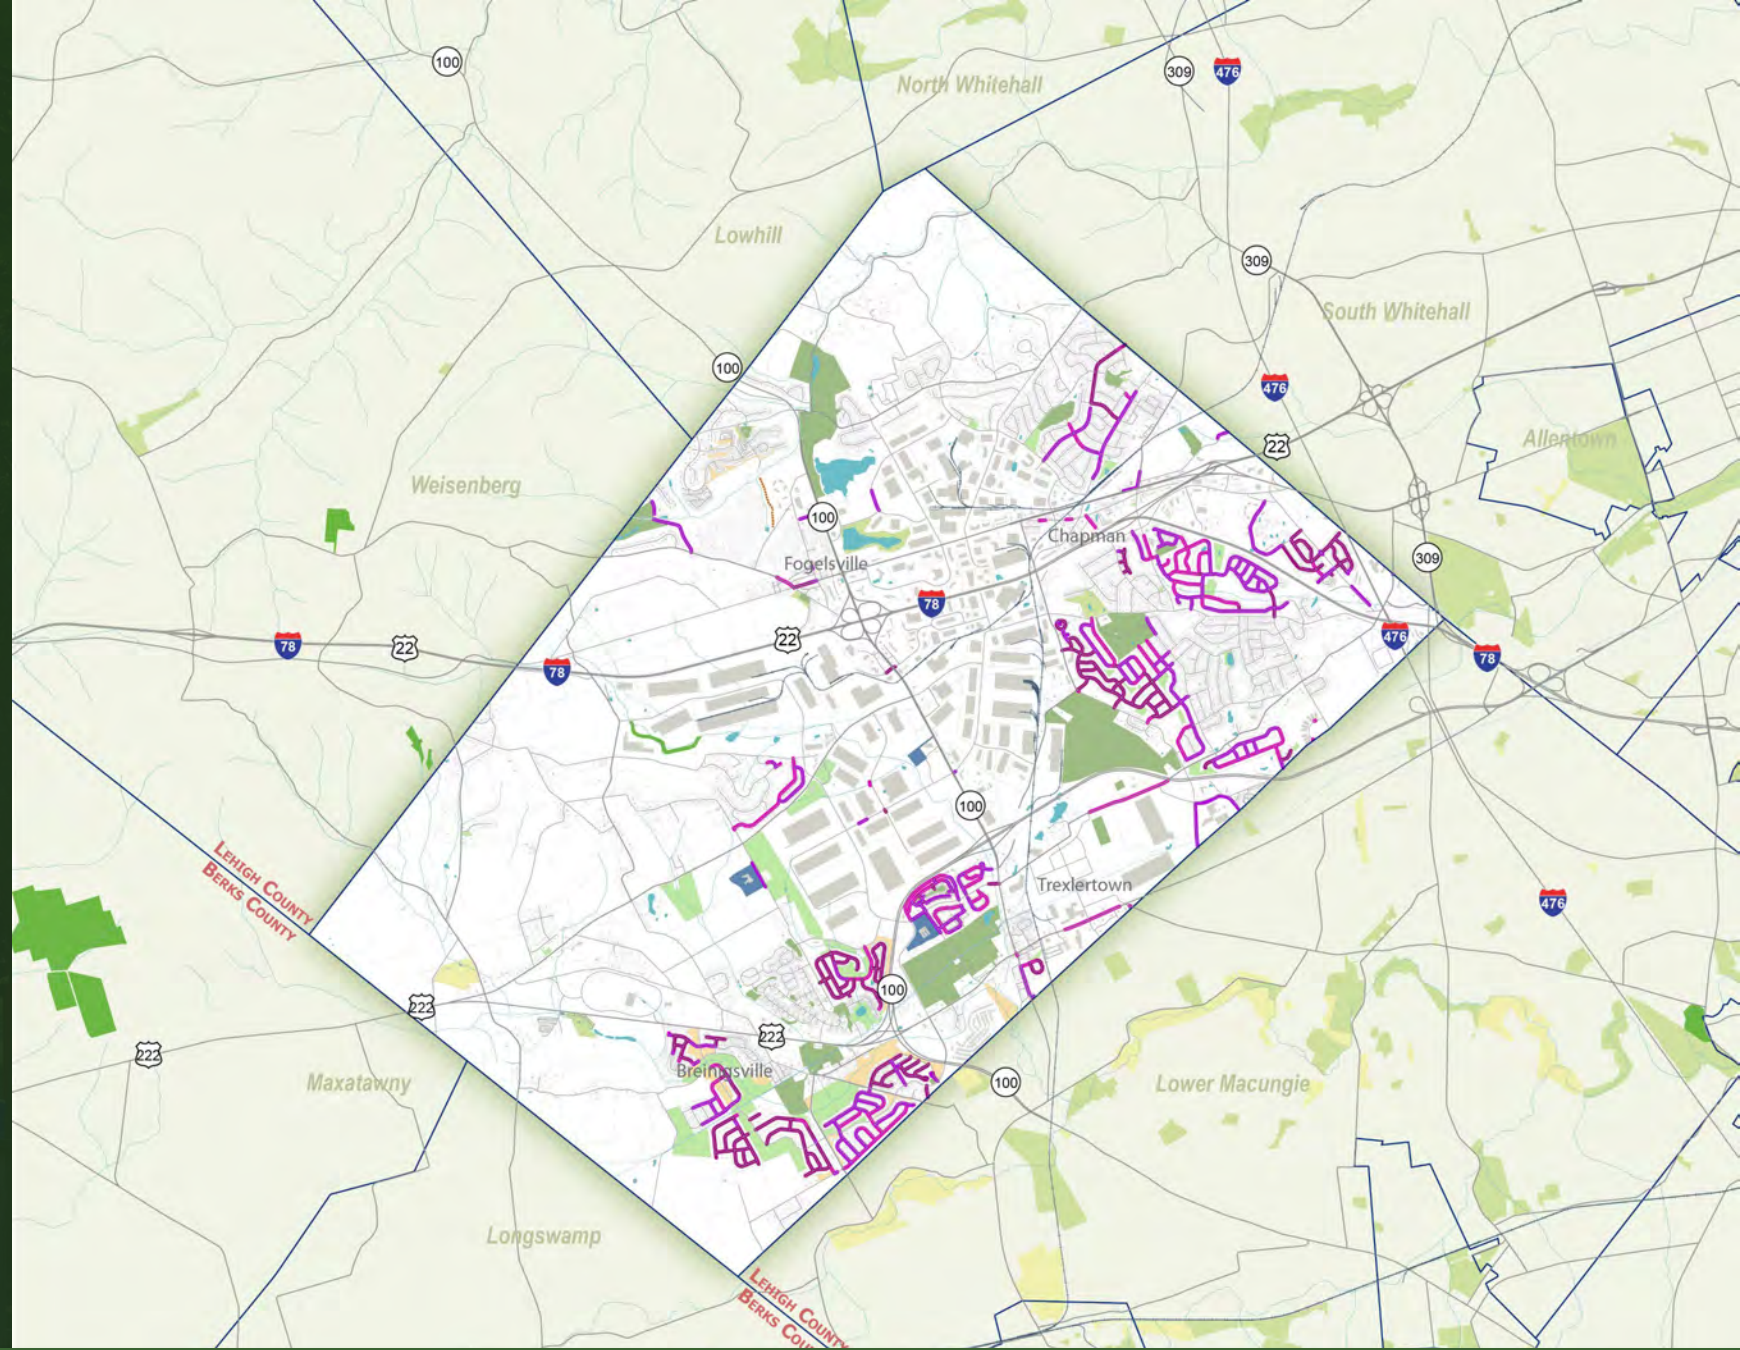 100
North Whitehall
309
476
Lowhill
309
South Whitehall
100
476
22
Allentown
Weisenberg
100
Chapman
309
Fogelsville
78
22
476
78
22
78
78
100
LEHIGH COUNTY
BERKS COUNTY
Trexlertown
476
100
222
222
222
Breinigsville
Maxatawny
100
Lower Macungie
Longswamp
LEHIGH COUNTY
BERKS COU